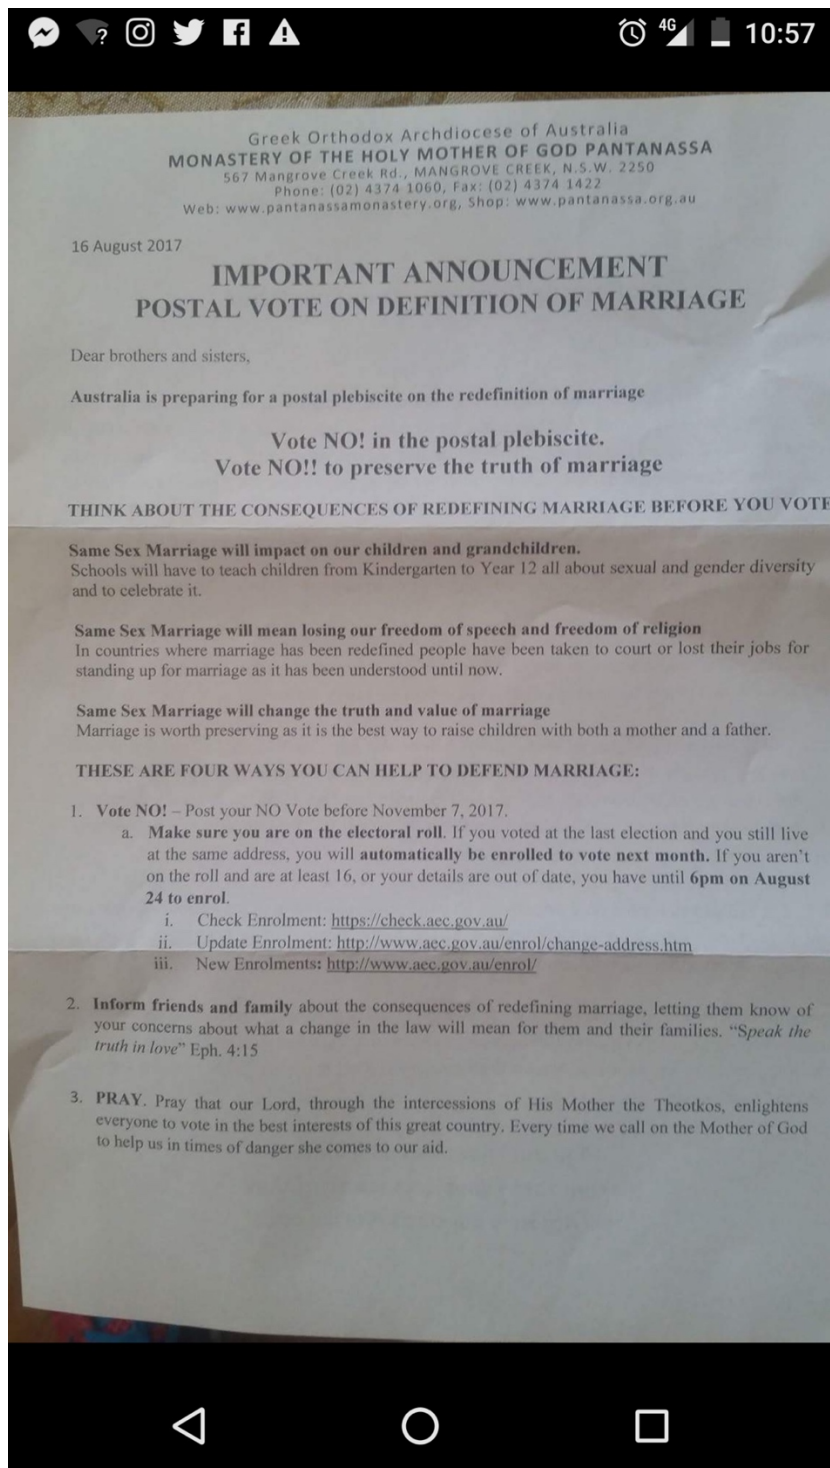 10:57
4G
Greek Orthodox Archdiocese of Australia
MONASTERY OF THE HOLY MOTHER OF GOD PANTANASSA
567 Mangrove Creek Rd., MANGROVE CREEK, N.S.W. 2250
Phone: (02) 4374 1060, Fax: (02) 4374 1422
Web: www.pantanassamonastery.org, Shop: www.pantanassa.org.au
16 August 2017
IMPORTANT ANNOUNCEMENT
POSTAL VOTE ON DEFINITION OF MARRIAGE
Dear brothers and sisters,
Australia is preparing for a postal plebiscite on the redefinition of marriage
Vote NO! in the postal plebiscite.
Vote NO!! to preserve the truth of marriage
THINK ABOUT THE CONSEQUENCES OF REDEFINING MARRIAGE BEFORE YOU VOTE
Same Sex Marriage will impact on our children and grandchildren.
Schools will have to teach children from Kindergarten to Year 12 all about sexual and gender diversity
and to celebrate it.
Same Sex Marriage will mean losing our freedom of speech and freedom of religion
In countries where marriage has been redefined people have been taken to court or lost their jobs for
standing up for marriage as it has been understood until now.
Same Sex Marriage will change the truth and value of marriage
Marriage is worth preserving as it is the best way to raise children with both a mother and a father.
THESE ARE FOUR WAYS YOU CAN HELP TO DEFEND MARRIAGE:
1. Vote NO! – Post your NO Vote before November 7, 2017.
a. Make sure you are on the electoral roll. If you voted at the last election and you still live
at the same address, you will automatically be enrolled to vote next month. If you aren't
on the roll and are at least 16, or your details are out of date, you have until 6pm on August
24 to enrol.
i. Check Enrolment: https://check.aec.gov.au/
ii. Update Enrolment: http://www.aec.gov.au/enrol/change-address.htm
iii. New Enrolments: http://www.aec.gov.au/enrol/
2. Inform friends and family about the consequences of redefining marriage, letting them know of
your concerns about what a change in the law will mean for them and their families. "Speak the
truth in love" Eph. 4:15
3. PRAY. Pray that our Lord, through the intercessions of His Mother the Theotkos, enlightens
everyone to vote in the best interests of this great country. Every time we call on the Mother of God
to help us in times of danger she comes to our aid.